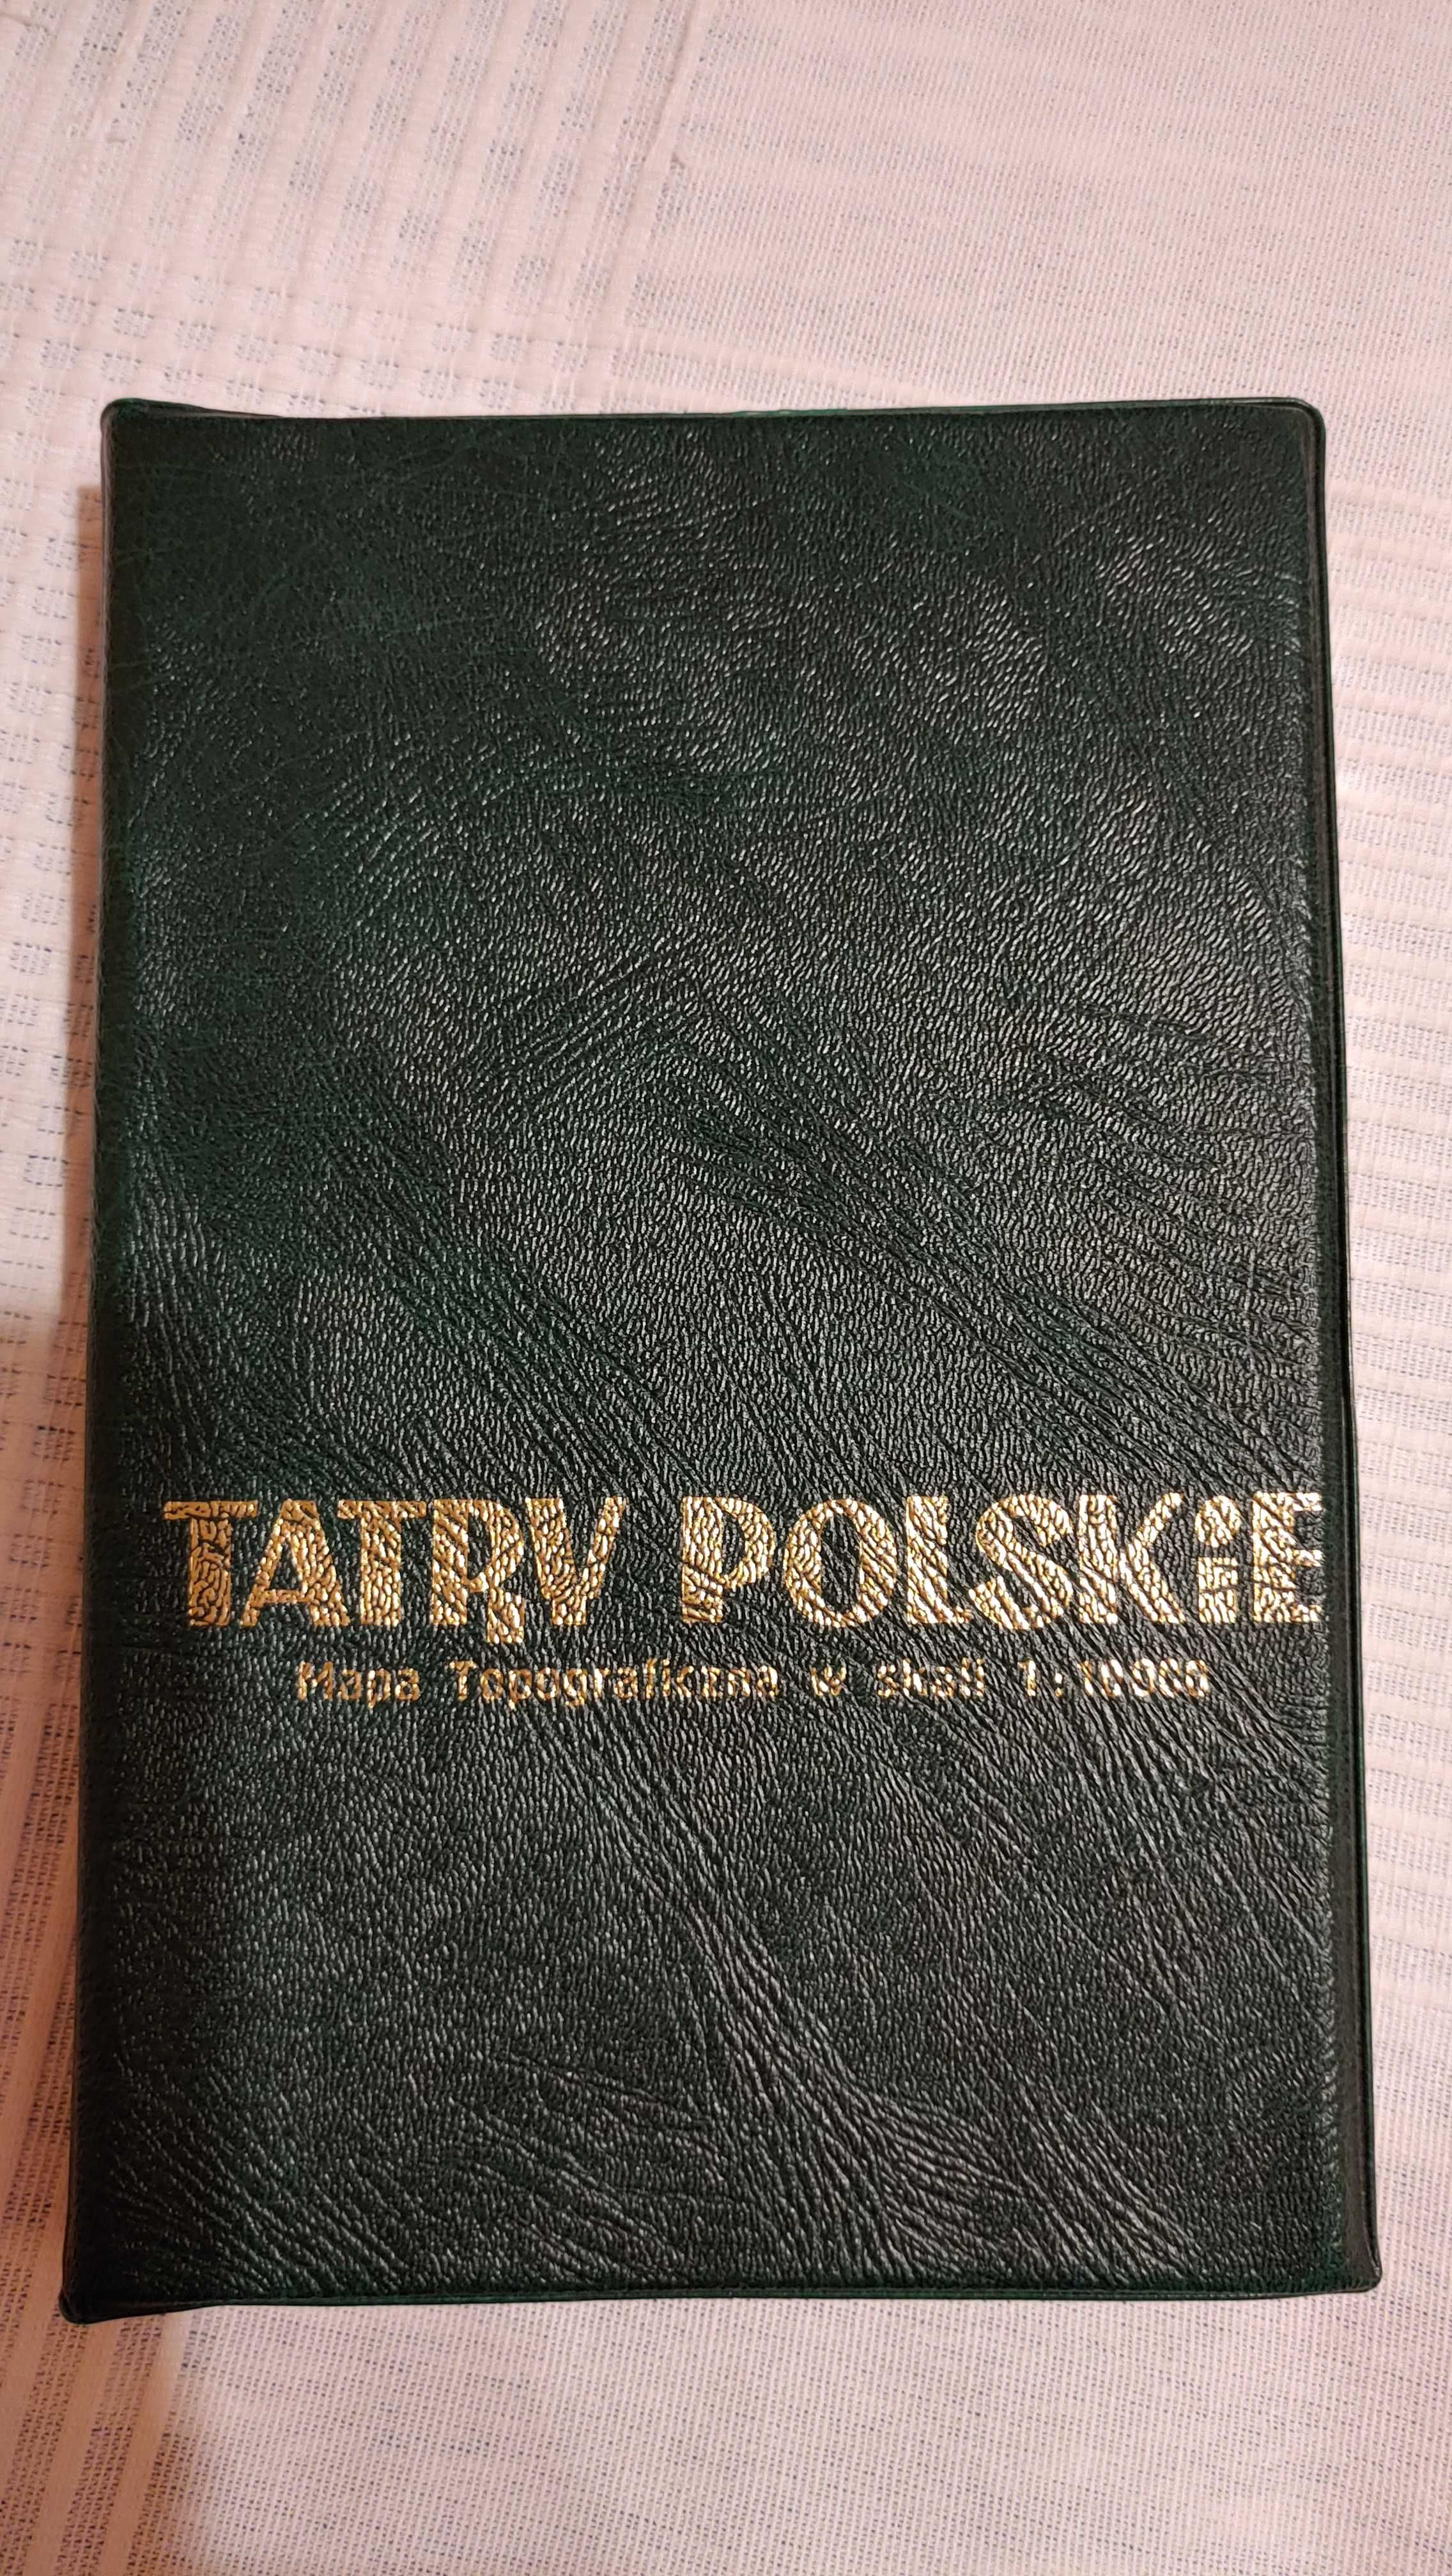 TATRY POLSKIE
Mapa Topograficzna w skali 1:10000